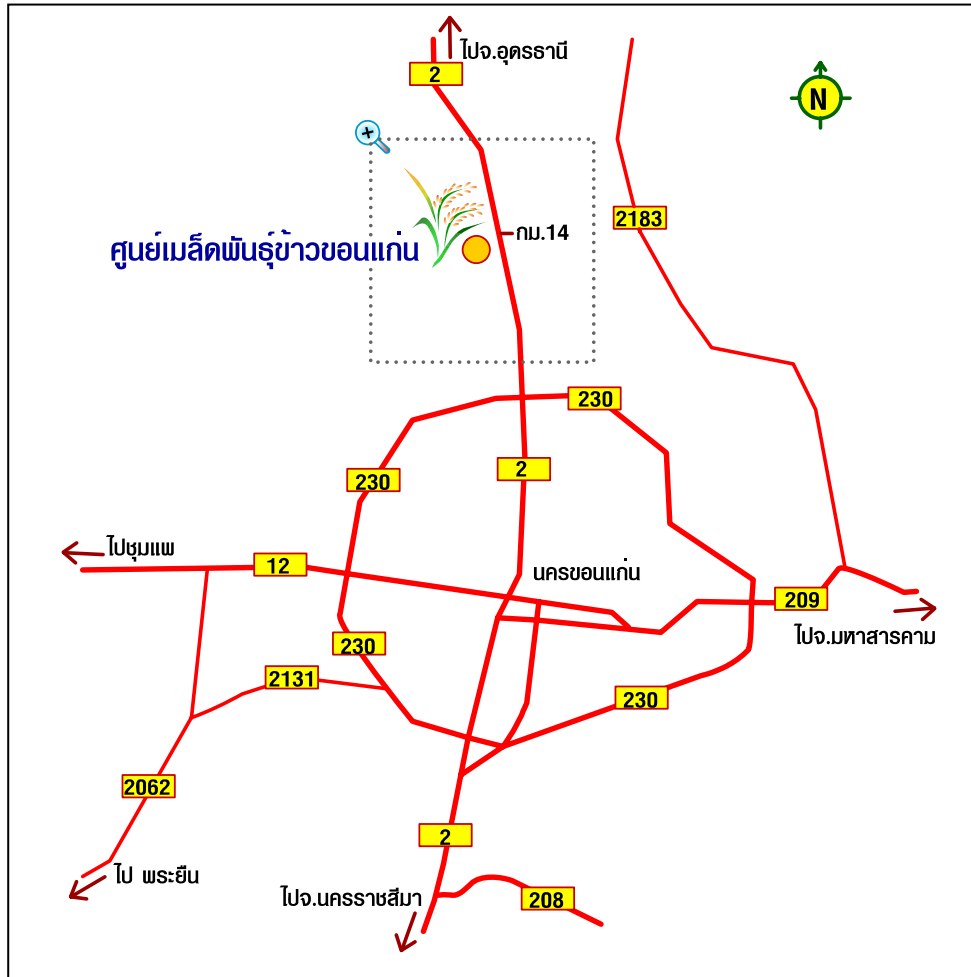 ไปจ.อุดรธานี
2
N
2183
กม.14
ศูนย์เมล็ดพันธุ์ข้าวขอนแก่น
230
2
230
ไปชุมแพ
12
นครขอนแก่น
209
ไปจ.มหาสารคาม
230
2131
230
2062
2
ไป พระยืน
ไปจ.นครราชสีมา
208